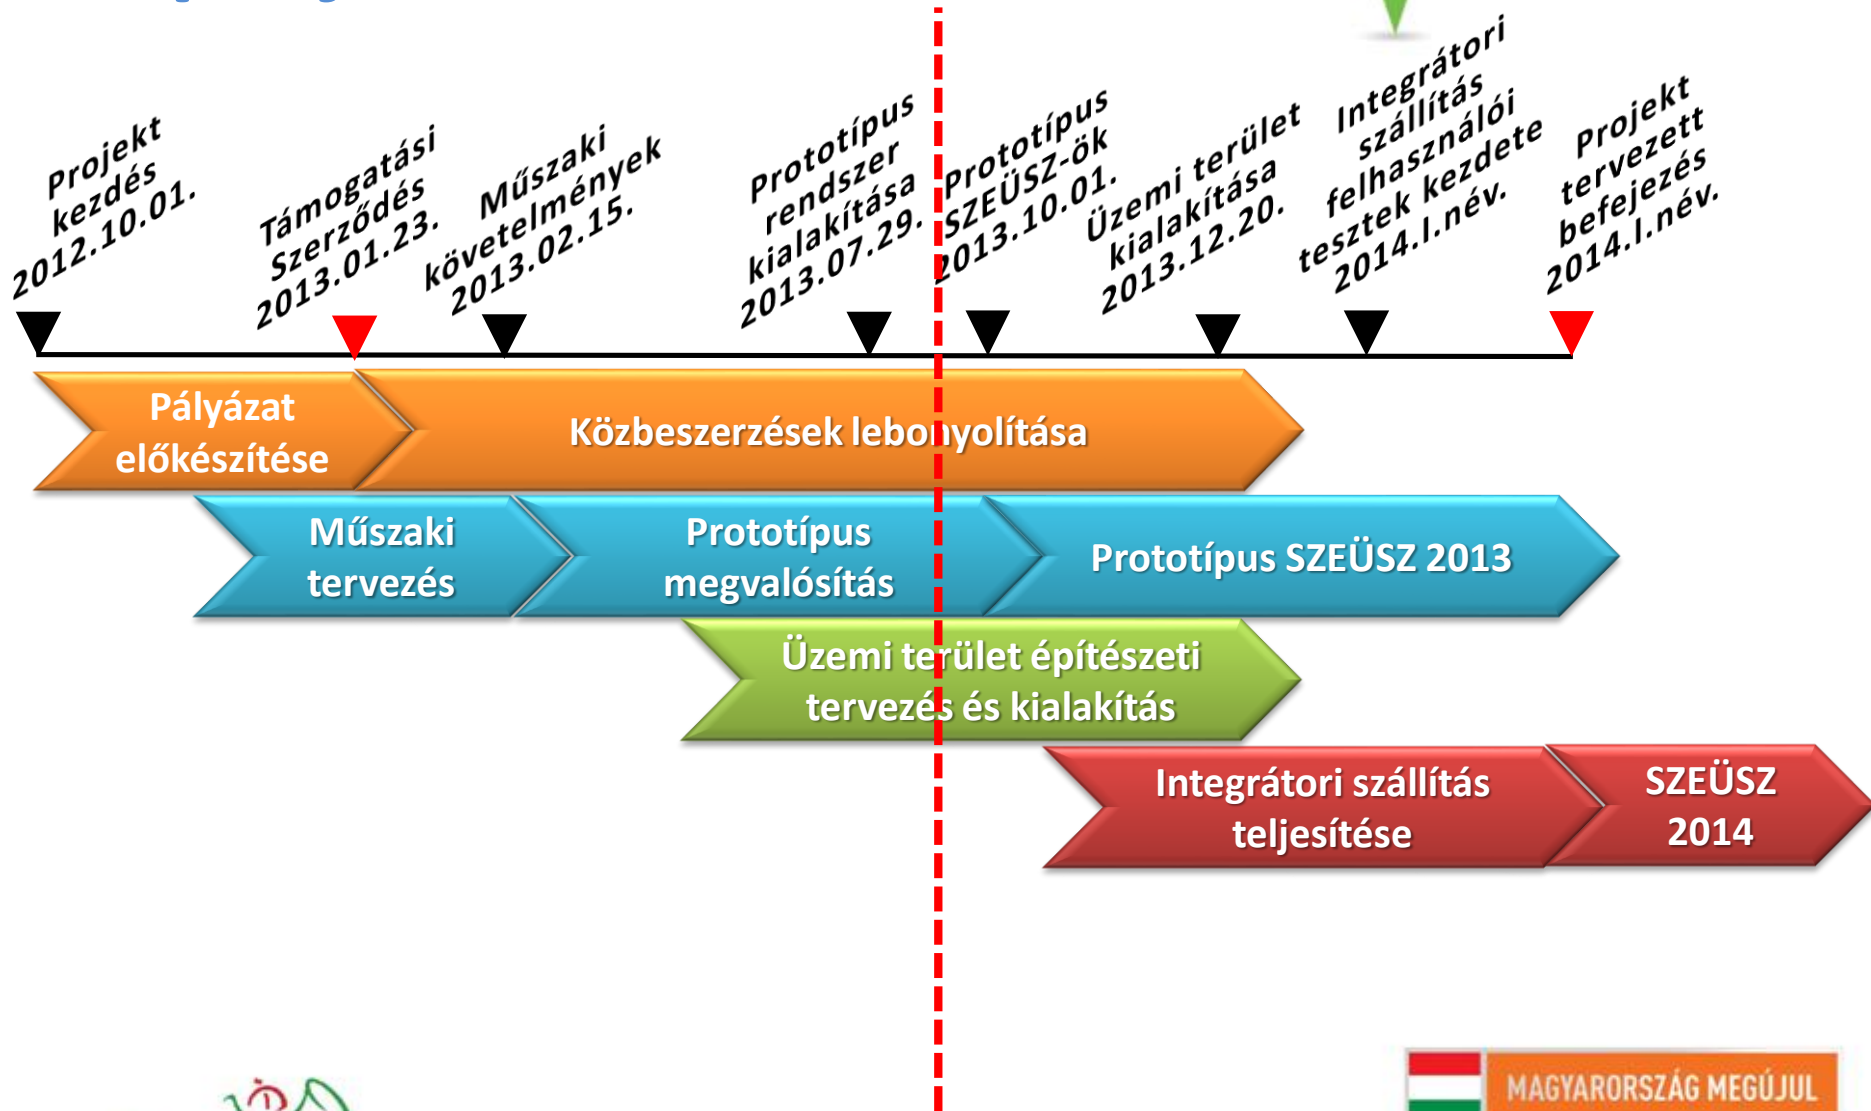 Projekt
kezdés
2012.10.01.
Támogatási
Szerződés
2013.01.23.
Műszaki
követelmények
2013.02.15.
Prototípus
rendszer
kialakítása
2013.07.29.
Prototípus
SZEÜSZ-ök
2013.10.01.
Üzemi terület
kialakítása
2013.12.20.
Integrátori
szállítás
felhasználói
tesztek kezdete
2014.I.név.
Projekt
tervezett
befejezés
2014.I.név.
Pályázat
előkészítése
Közbeszerzések lebonyolítása
Műszaki
tervezés
Prototípus
megvalósítás
Prototípus SZEÜSZ 2013
Üzemi terület építészeti
tervezés és kialakítás
Integrátori szállítás
teljesítése
SZEÜSZ
2014
MAGYARORSZÁG MEGÚJUL